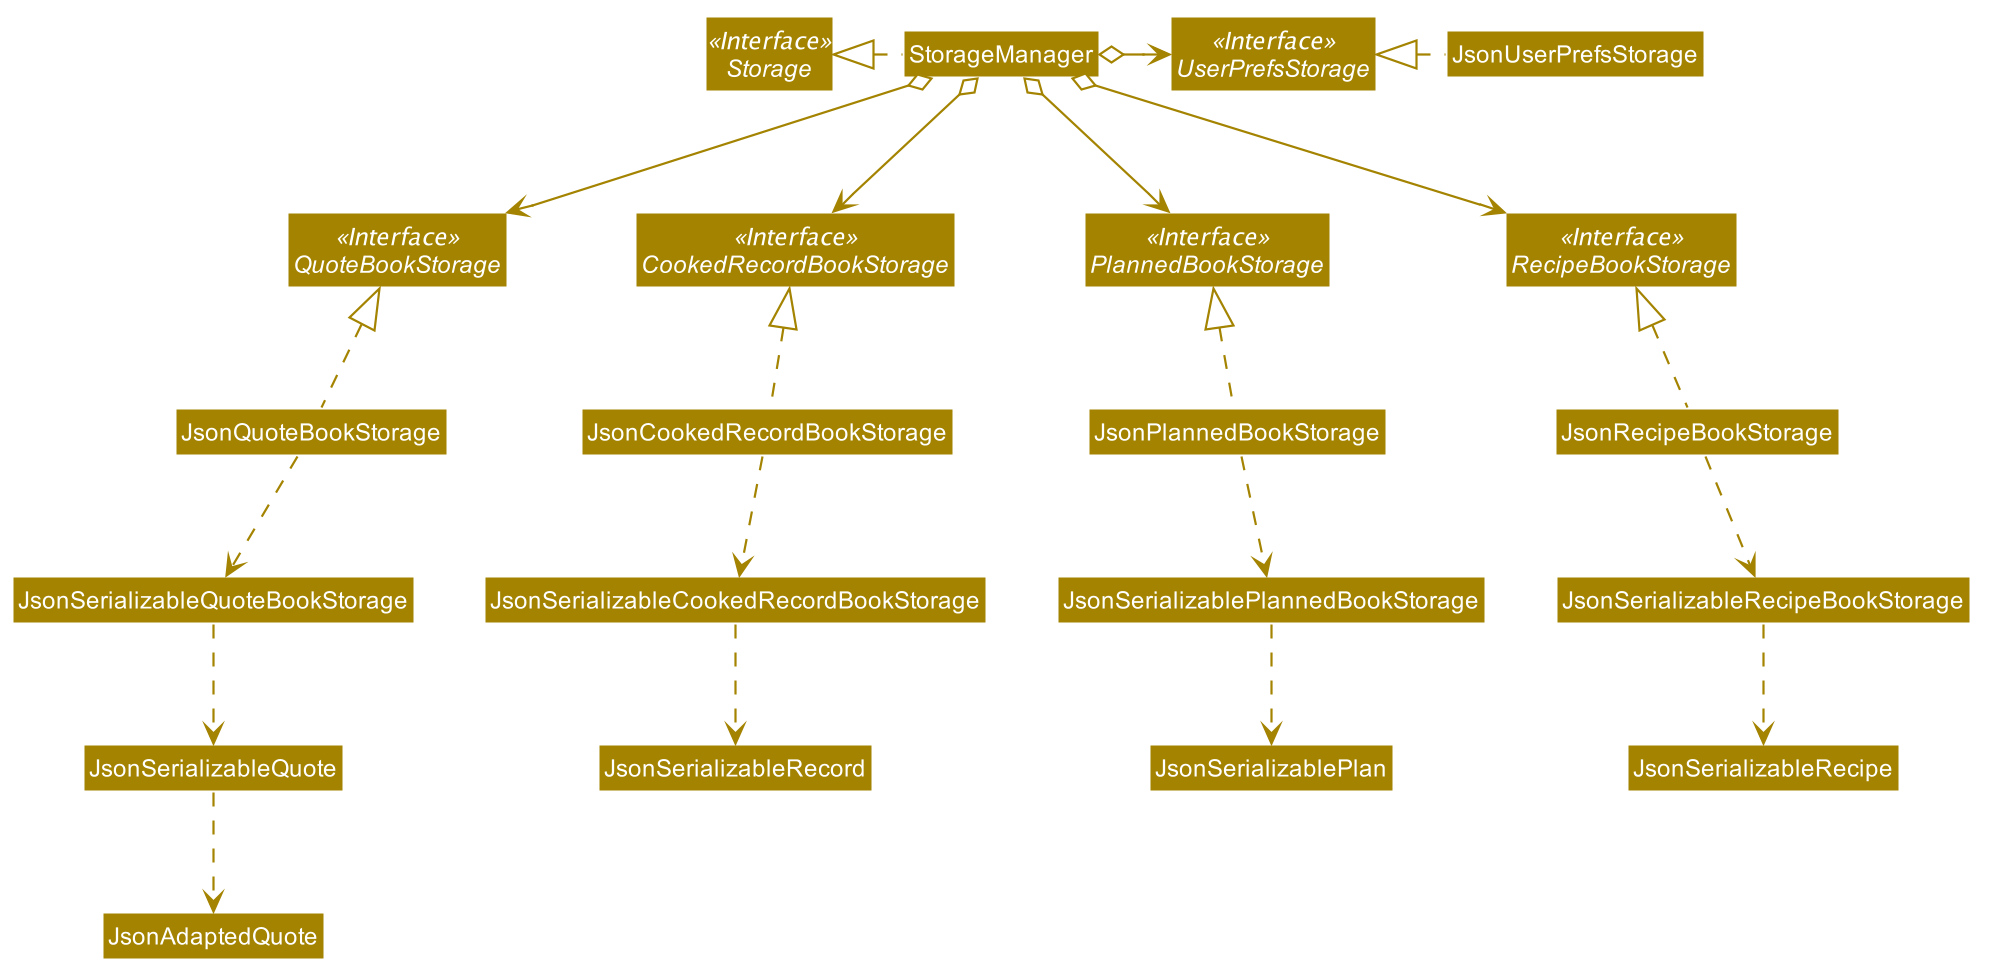 «Interface»
Storage
StorageManager
«Interface»
UserPrefsStorage
JsonUserPrefsStorage
«Interface»
QuoteBookStorage
«Interface»
CookedRecordBookStorage
«Interface»
PlannedBookStorage
«Interface»
RecipeBookStorage
JsonQuoteBookStorage
JsonCookedRecordBookStorage
JsonPlannedBookStorage
JsonRecipeBookStorage
JsonSerializableQuoteBookStorage
JsonSerializableCookedRecordBookStorage
JsonSerializablePlannedBookStorage
JsonSerializableRecipeBookStorage
JsonSerializableQuote
JsonSerializableRecord
JsonSerializablePlan
JsonSerializableRecipe
JsonAdaptedQuote